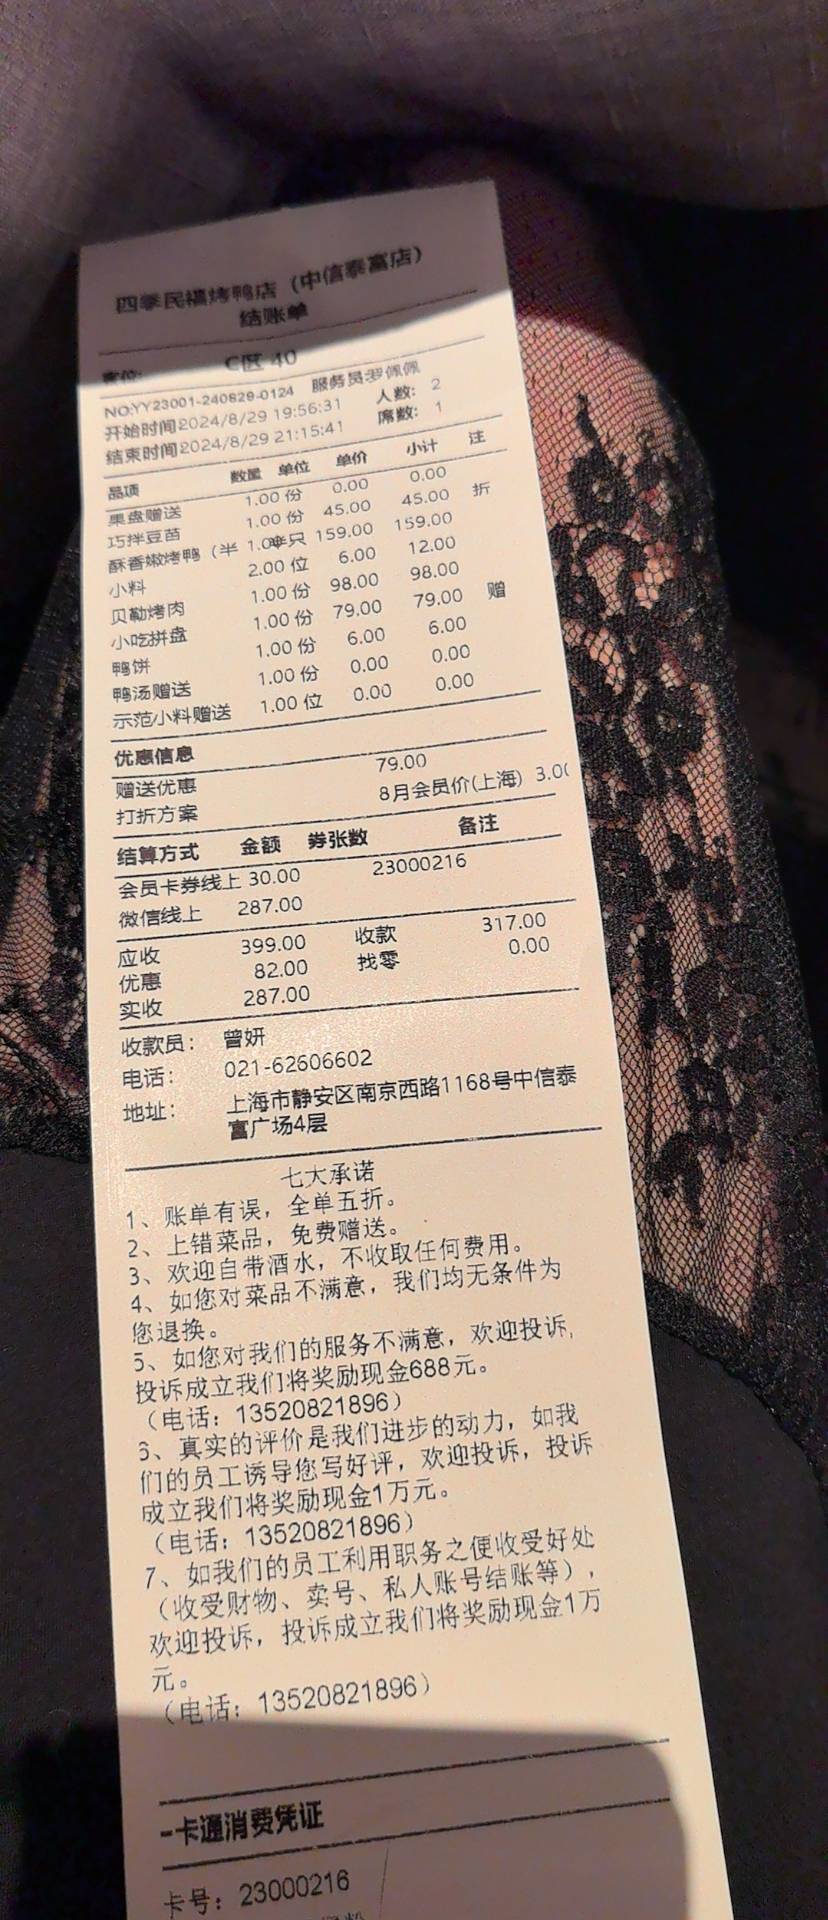 四季民福烤鸭店（中信泰富店）
结账单
客位: C区 40
NO:YY23001-240829-0124 服务员罗佩佩
开始时间2024/8/29 19:56:31 人数: 2
结束时间2024/8/29 21:15:41 席数: 1
品项 数量 单位 单价 小计 注
果盘赠送 1.00 份 0.00 0.00
巧拌豆苗 1.00 份 45.00 45.00 折
酥香嫩烤鸭（半 1.00 半只 159.00 159.00
小料 2.00 位 6.00 12.00
贝勒烤肉 1.00 份 98.00 98.00
小吃拼盘 1.00 份 79.00 79.00 赠
鸭饼 1.00 份 6.00 6.00
鸭汤赠送 1.00 份 0.00 0.00
示范小料赠送 1.00 位 0.00 0.00
优惠信息
赠送优惠 79.00
打折方案 8月会员价(上海) 3.0
结算方式 金额 券张数 备注
会员卡券线上 30.00 23000216
微信线上 287.00
应收 399.00 收款 317.00
优惠 82.00 找零 0.00
实收 287.00
收款员： 曾妍
电话： 021-62606602
地址： 上海市静安区南京西路1168号中信泰
富广场4层
七大承诺
1、账单有误，全单五折。
2、上错菜品，免费赠送。
3、欢迎自带酒水，不收取任何费用。
4、如您对菜品不满意，我们均无条件为
您退换。
5、如您对我们的服务不满意，欢迎投诉,
投诉成立我们将奖励现金688元。
（电话：13520821896）
6、真实的评价是我们进步的动力，如我
们的员工诱导您写好评，欢迎投诉，投诉
成立我们将奖励现金1万元。
（电话：13520821896）
7、如我们的员工利用职务之便收受好处
（收受财物、卖号、私人账号结账等），
欢迎投诉，投诉成立我们将奖励现金1万
元。
（电话：13520821896）
一卡通消费凭证
卡号：23000216